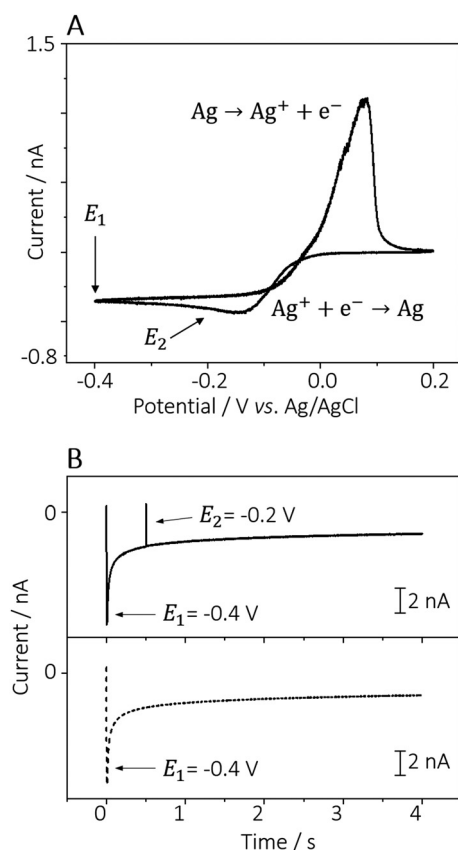 A
1.5
Ag → Ag⁺ + e⁻
E₁
Ag⁺ + e⁻ → Ag
E₂
-0.8
Current / nA
-0.4 -0.2 0.0 0.2
Potential / V vs. Ag/AgCl
B
0
E₂= -0.2 V
2 nA
E₁= -0.4 V
Current / nA
0
2 nA
E₁= -0.4 V
0 1 2 3 4
Time / s